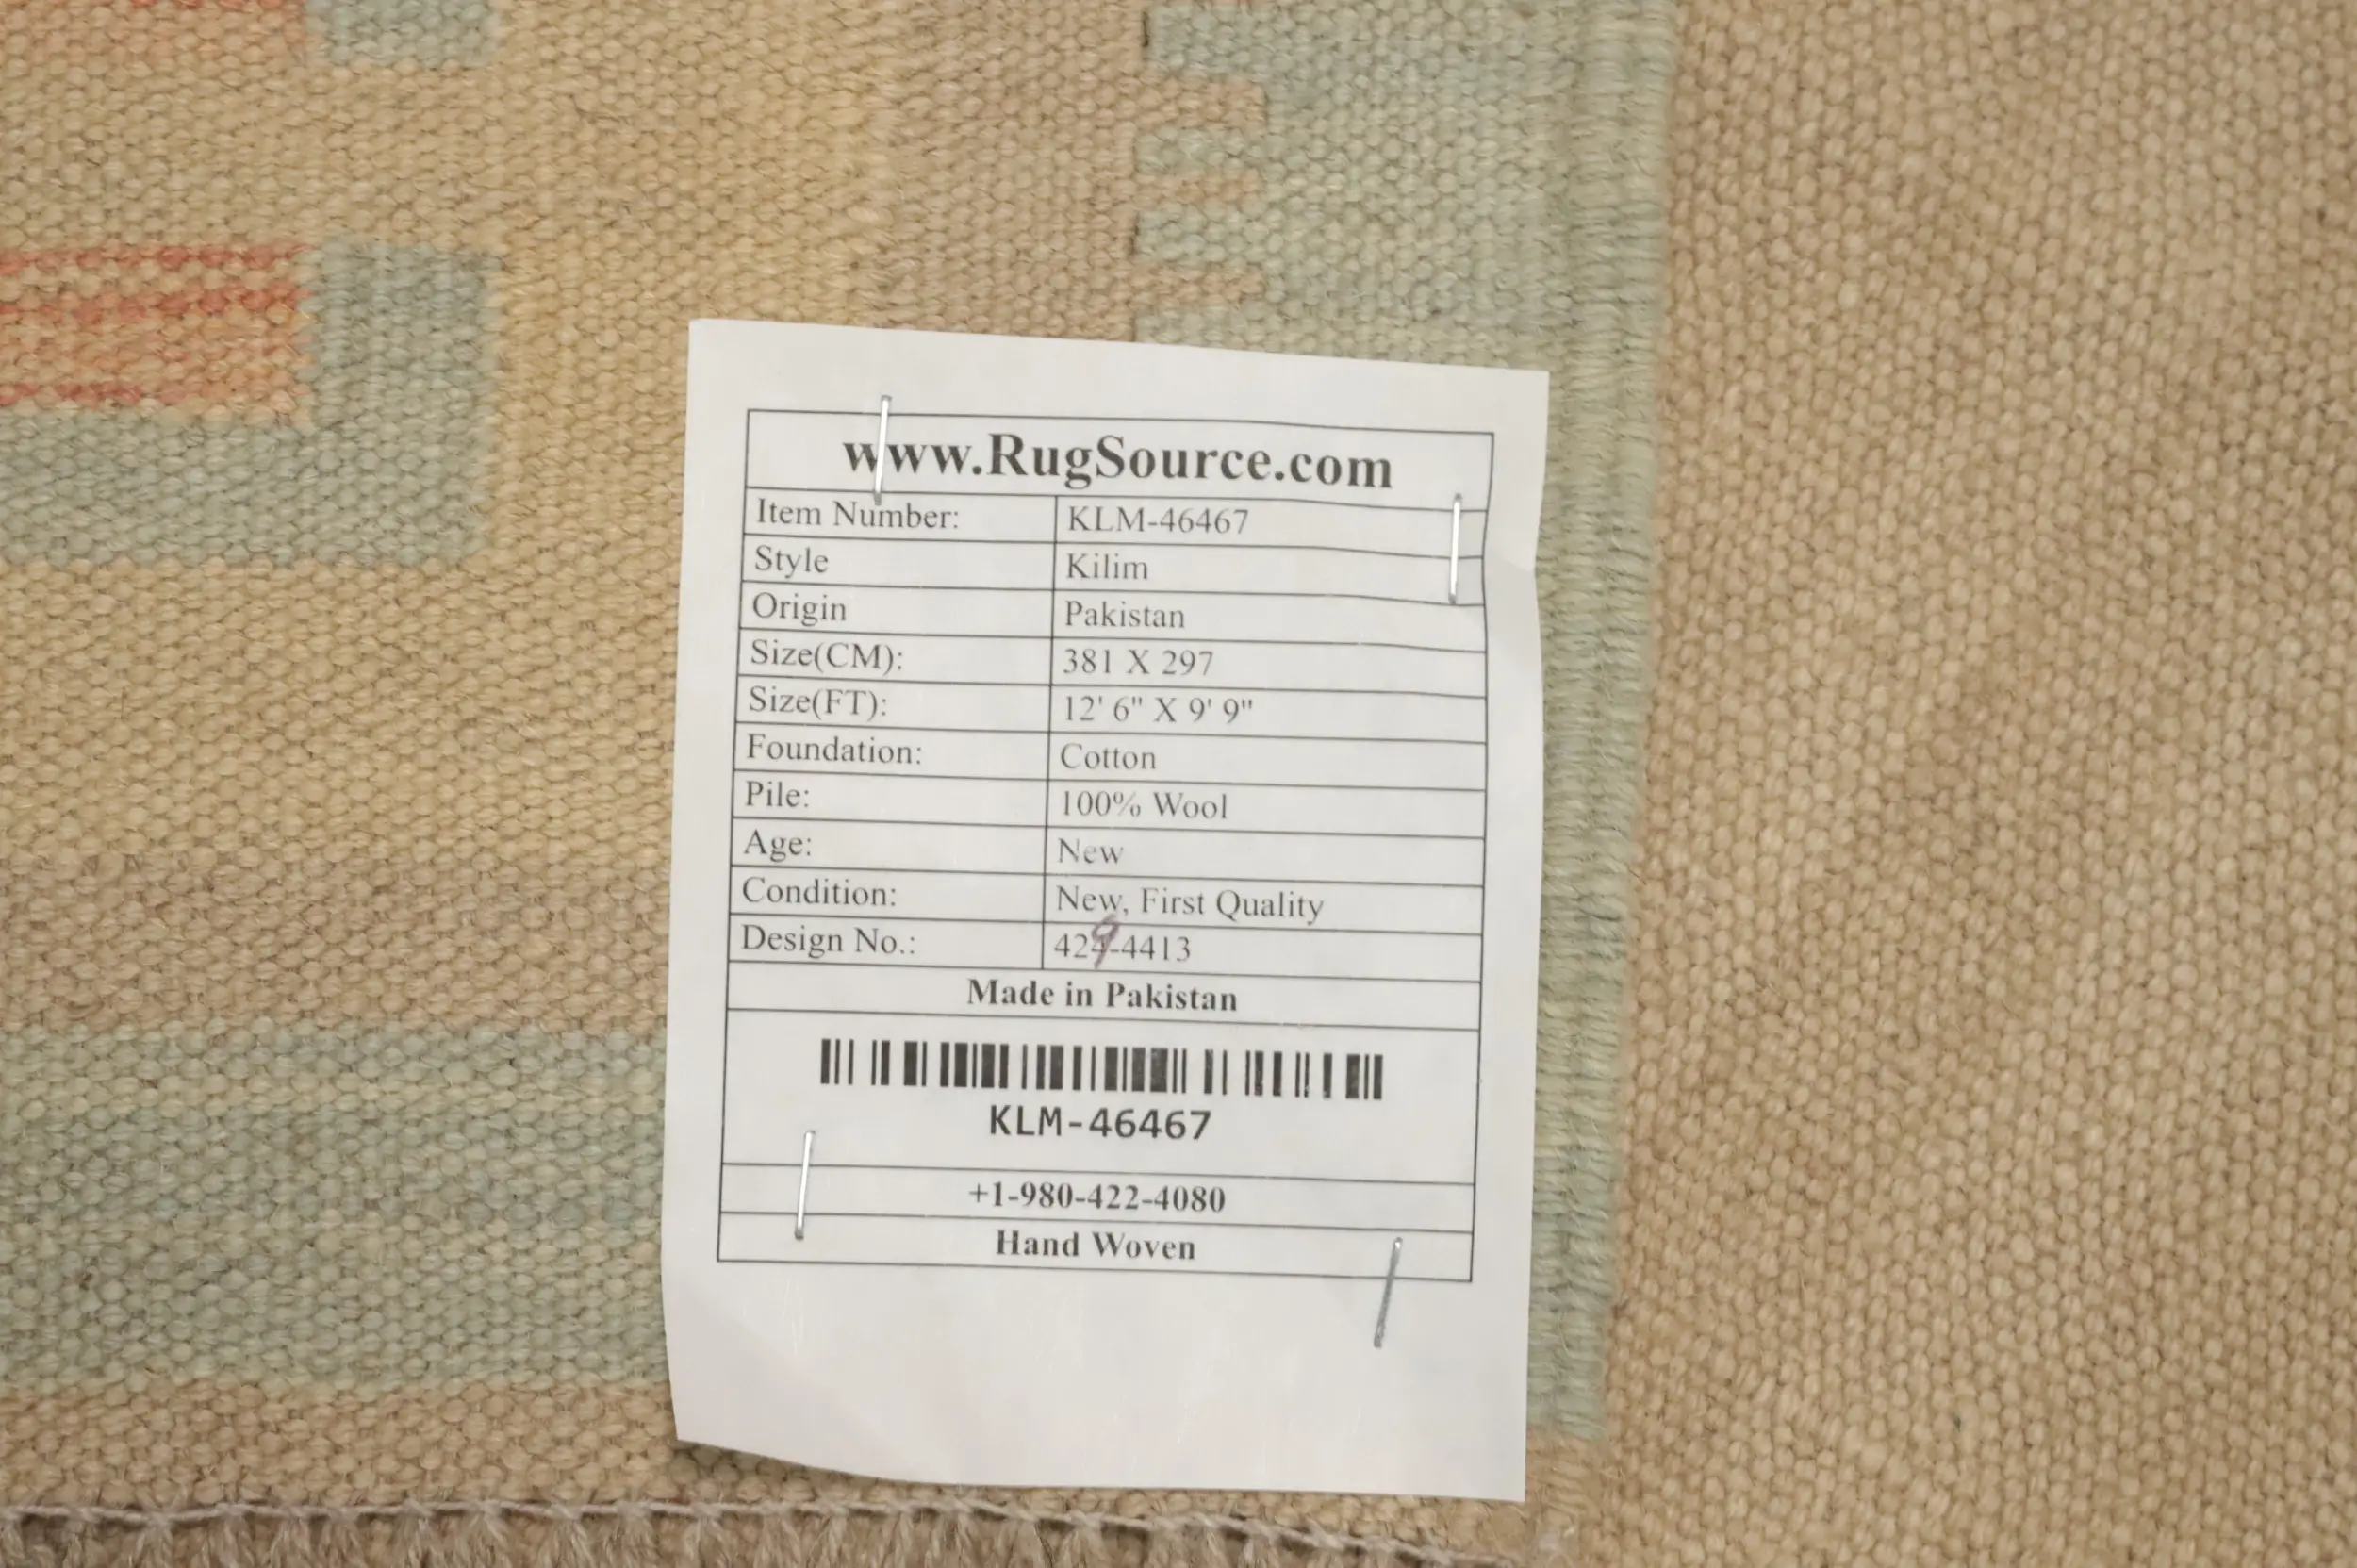 www.RugSource.com
Item Number: KLM-46467
Style Kilim
Origin Pakistan
Size(CM): 381 X 297
Size(FT): 12' 6" X 9' 9"
Foundation: Cotton
Pile: 100% Wool
Age: New
Condition: New, First Quality
Design No.: 429-4413
Made in Pakistan
KLM-46467
+1-980-422-4080
Hand Woven